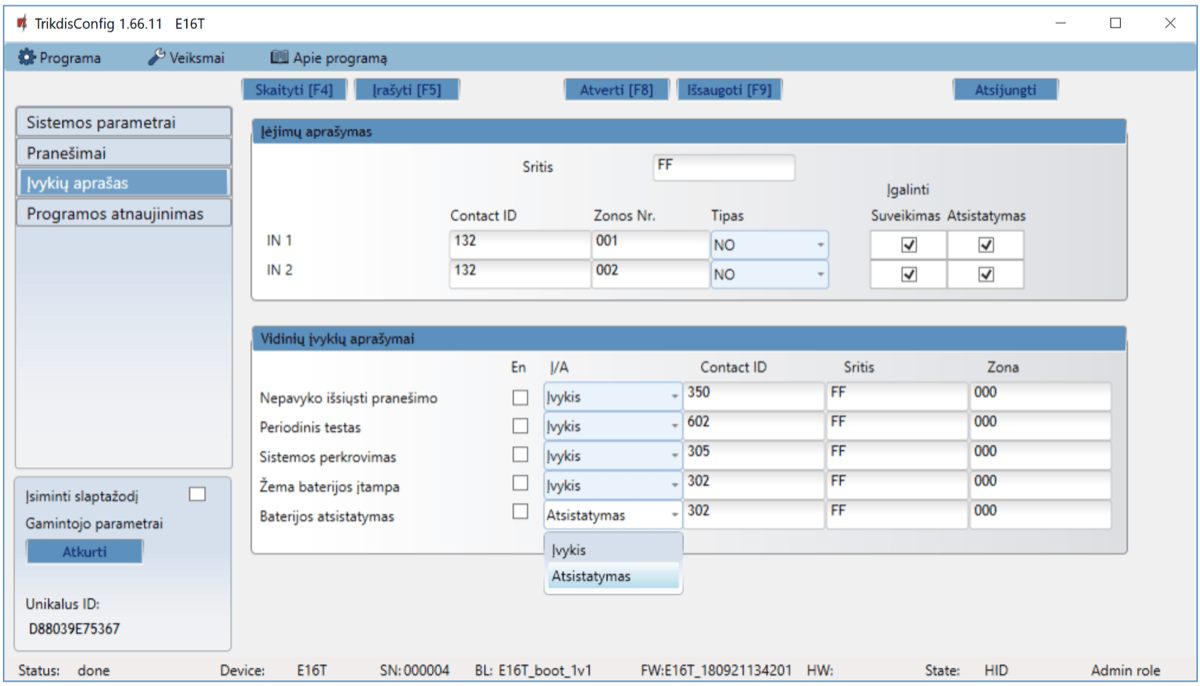 TrikdisConfig 1.66.11 E16T
Programa Veiksmai Apie programą
Skaityti [F4] Įrašyti [F5] Atverti [F8] Išsaugoti [F9] Atsijungti
Sistemos parametrai
Pranešimai
Įvykių aprašas
Programos atnaujinimas
Įėjimų aprašymas
Sritis FF
Įgalinti
Contact ID Zonos Nr. Tipas Suveikimas Atsistatymas
IN 1 132 001 NO
IN 2 132 002 NO
Vidinių įvykių aprašymai
En Į/A Contact ID Sritis Zona
Nepavyko išsiųsti pranešimo Įvykis 350 FF 000
Periodinis testas Įvykis 602 FF 000
Sistemos perkrovimas Įvykis 305 FF 000
Žema baterijos įtampa Įvykis 302 FF 000
Baterijos atsistatymas Atsistatymas 302 FF 000
Įvykis
Atsistatymas
Įsiminti slaptažodį
Gamintojo parametrai
Atkurti
Unikalus ID:
D88039E75367
Status: done Device: E16T SN: 000004 BL: E16T_boot_1v1 FW:E16T_180921134201 HW: State: HID Admin role